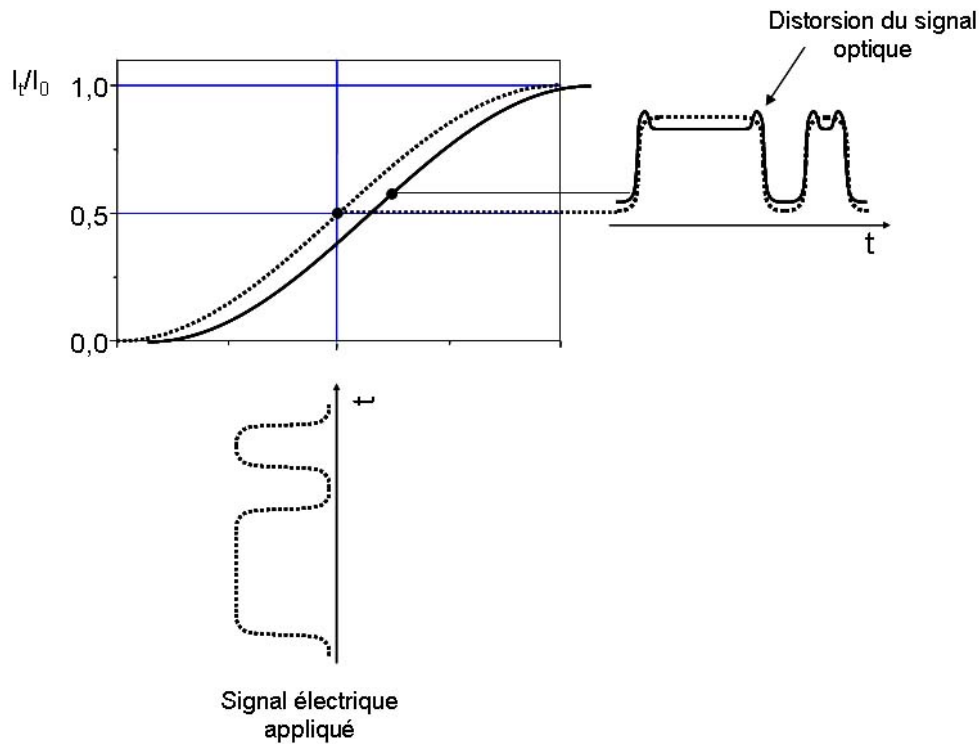 Distorsion du signal
optique
It/I0
1,0
0,5
0,0
t
t
Signal électrique
appliqué